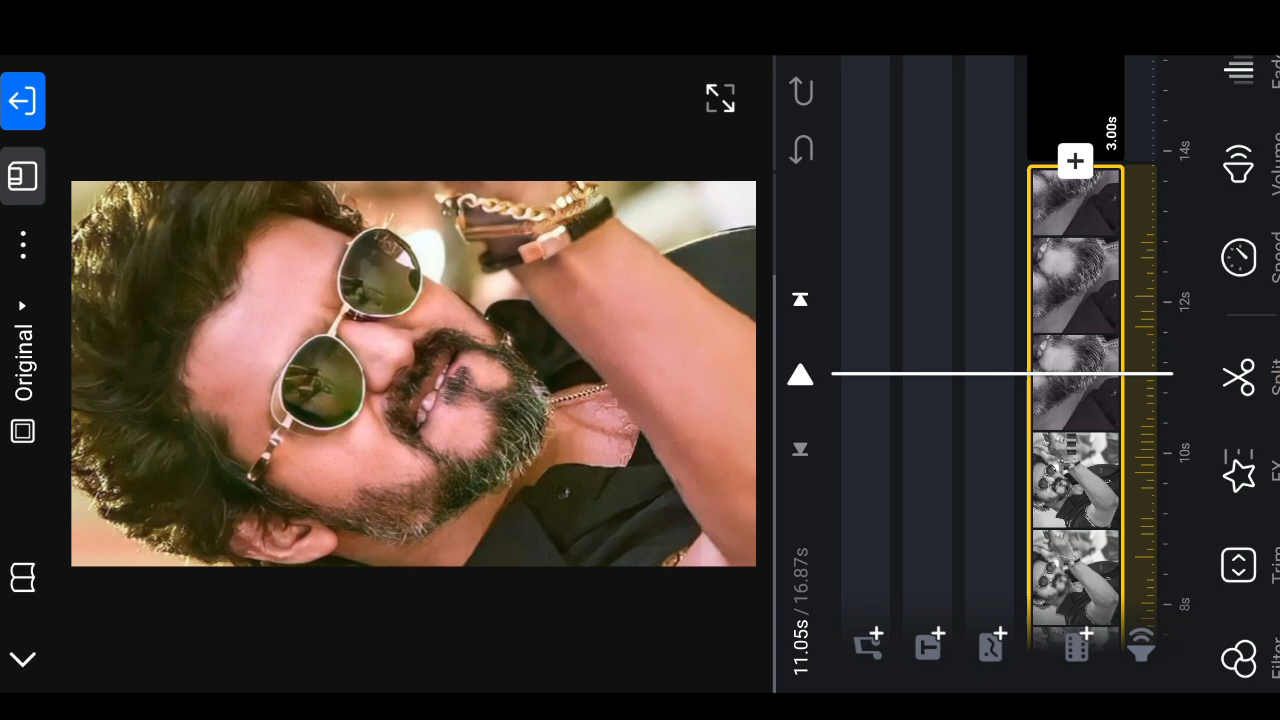 Original
11.05s / 16.87s
3.00s
8s
10s
12s
14s
Filter
Trim
FX
Split
Speed
Volume